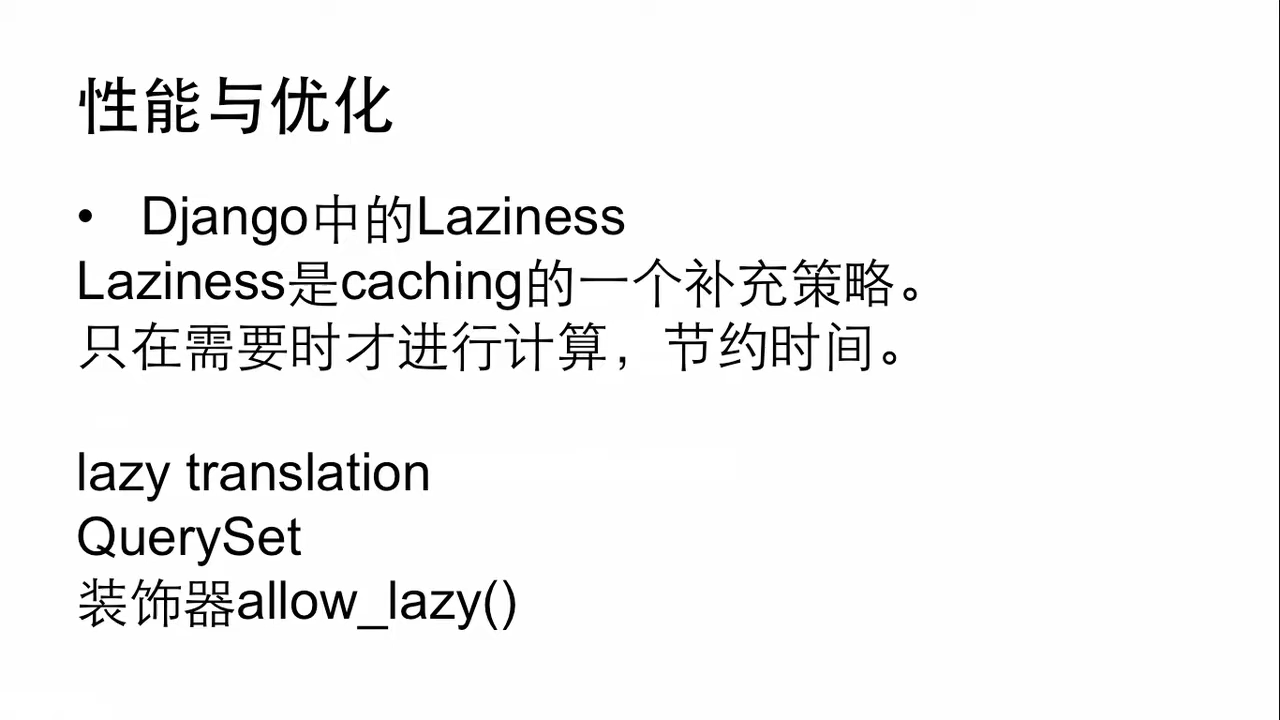 性能与优化
• Django中的Laziness
Laziness是caching的一个补充策略。
只在需要时才进行计算，节约时间。
lazy translation
QuerySet
装饰器allow_lazy()